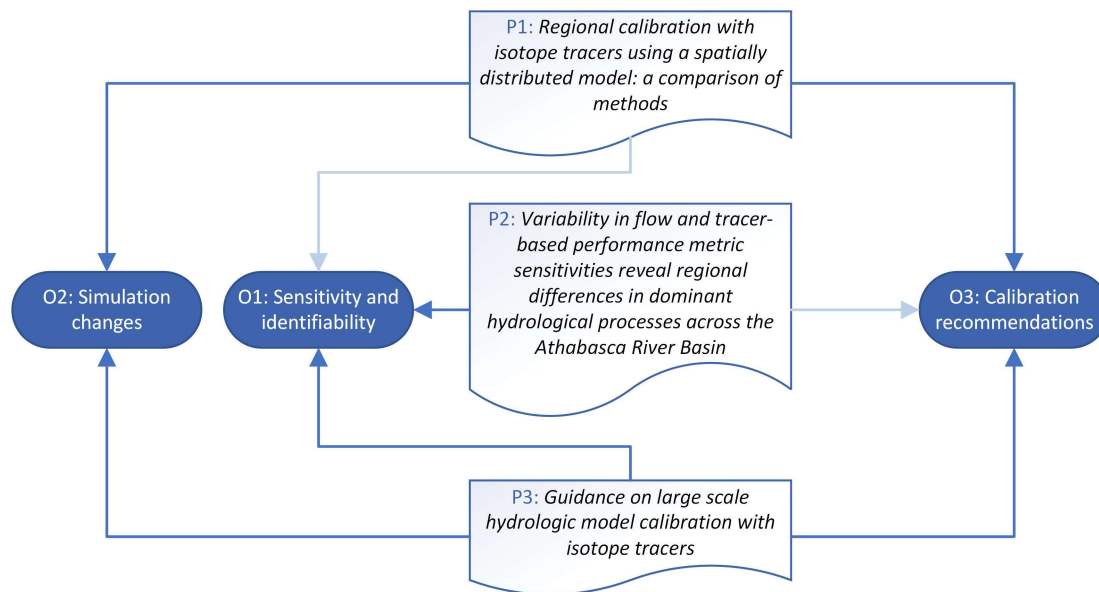 P1: Regional calibration with
isotope tracers using a spatially
distributed model: a comparison of
methods
P2: Variability in flow and tracer-
based performance metric
sensitivities reveal regional
differences in dominant
hydrological processes across the
Athabasca River Basin
O2: Simulation
changes
O1: Sensitivity and
identifiability
O3: Calibration
recommendations
P3: Guidance on large scale
hydrologic model calibration with
isotope tracers